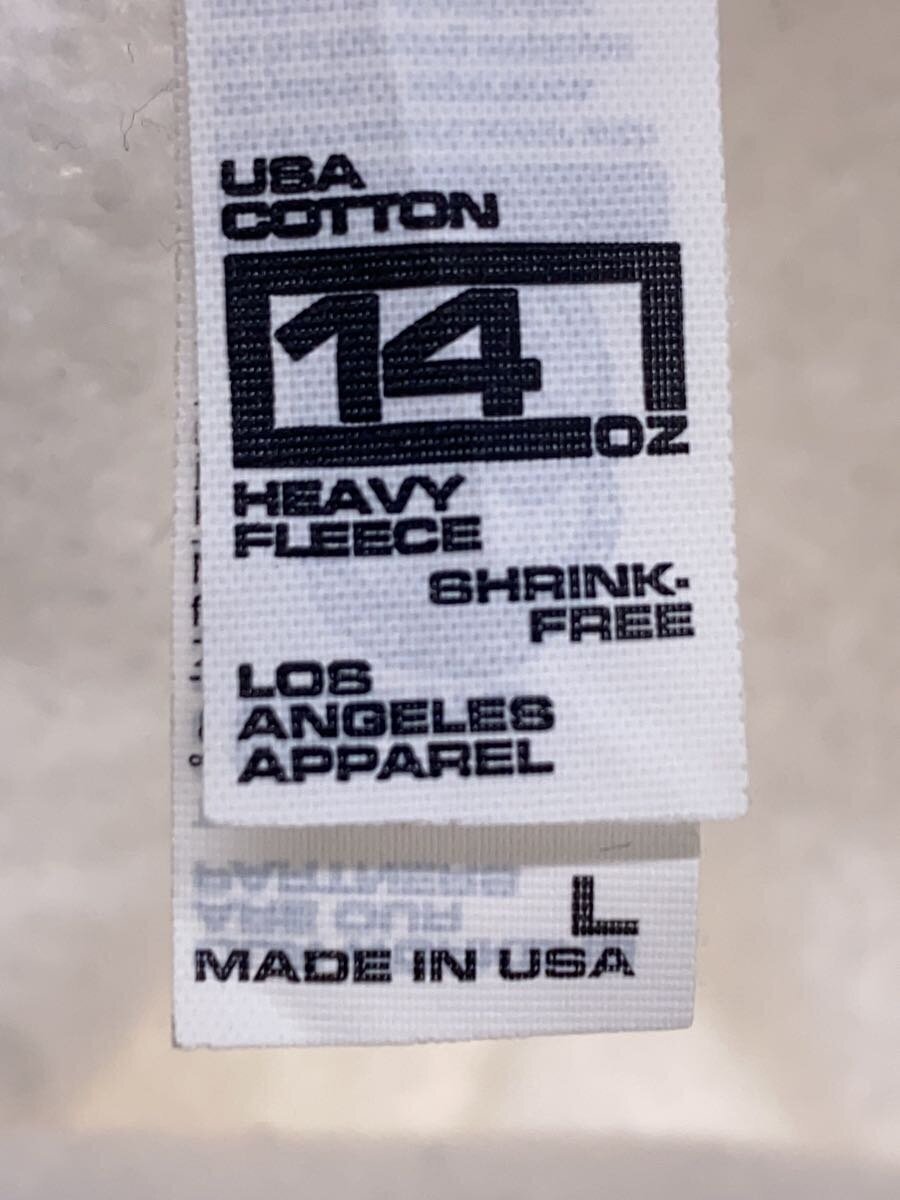 USA
COTTON
14
OZ
HEAVY
FLEECE
SHRINK-
FREE
LOS
ANGELES
APPAREL
L
MADE IN USA